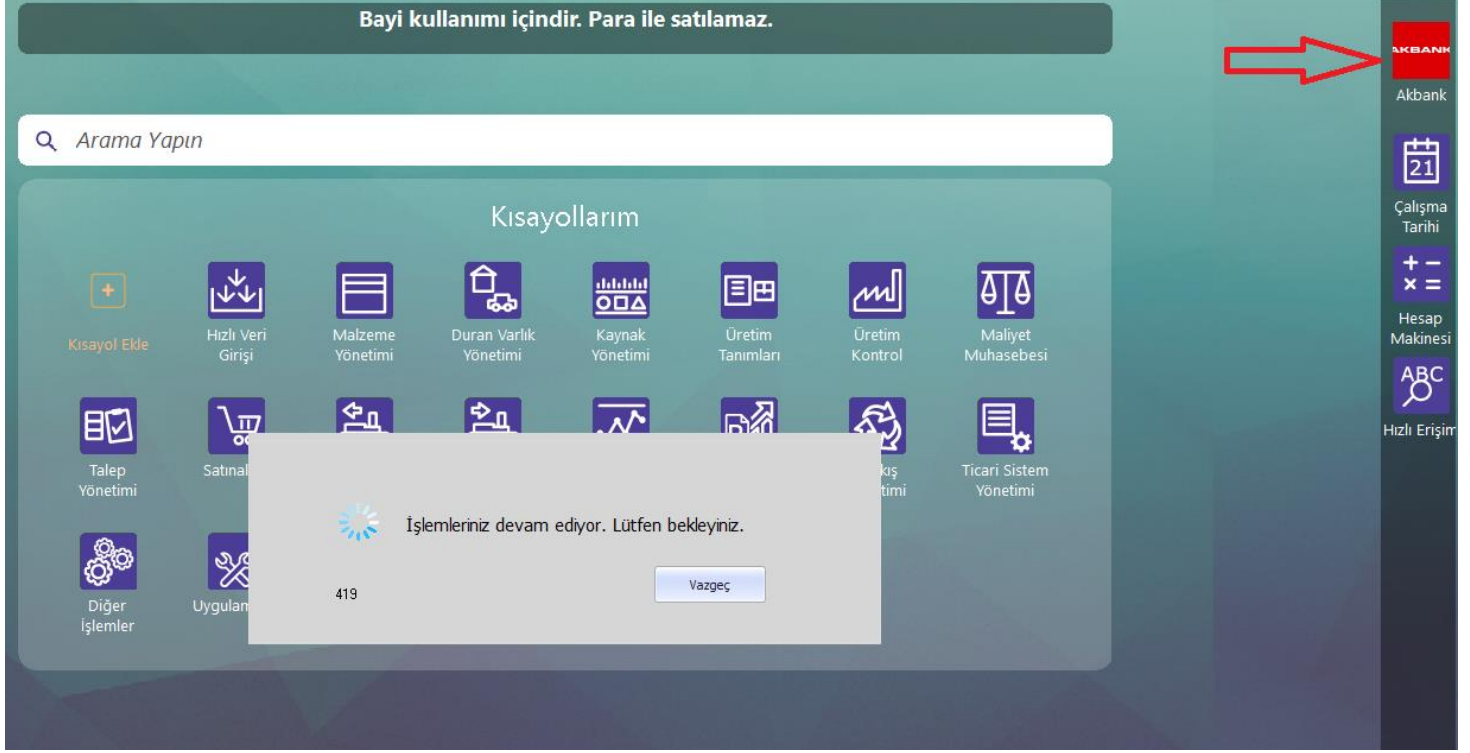 Bayi kullanımı içindir. Para ile satılamaz.
AKBANK
Akbank
Arama Yapın
21
Çalışma
Tarihi
Kısayollarım
Hesap
Makinesi
Kısayol Ekle
Hızlı Veri
Girişi
Malzeme
Yönetimi
Duran Varlık
Yönetimi
Kaynak
Yönetimi
Üretim
Tanımları
Üretim
Kontrol
Maliyet
Muhasebesi
ABC
Hızlı Erişim
Talep
Yönetimi
Ticari Sistem
Yönetimi
İşlemleriniz devam ediyor. Lütfen bekleyiniz.
419
Vazgeç
Diğer
İşlemler